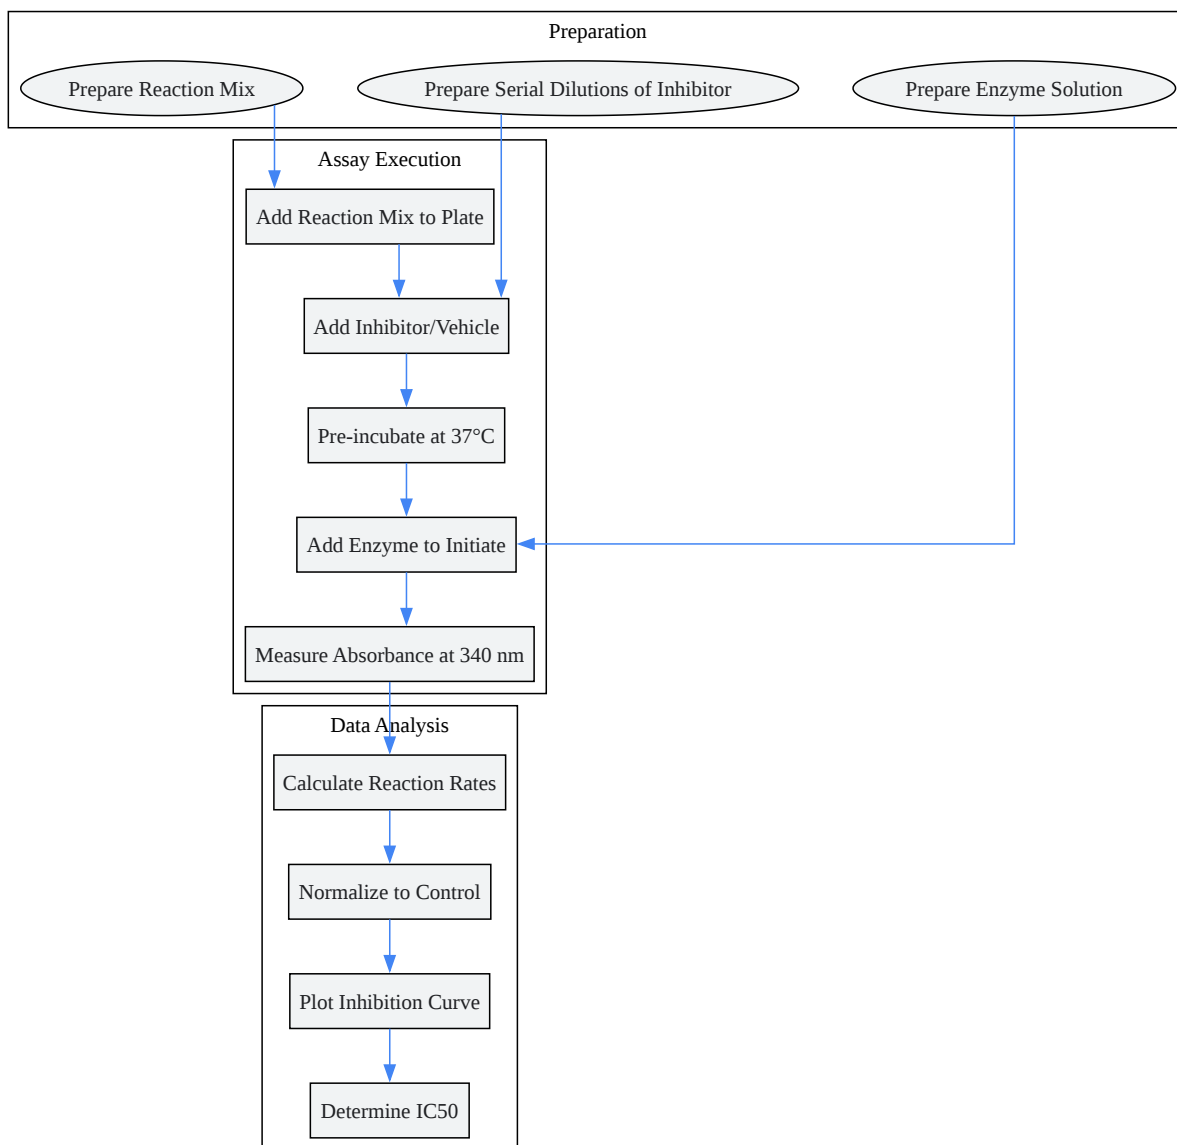 Preparation
Prepare Reaction Mix
Prepare Serial Dilutions of Inhibitor
Prepare Enzyme Solution
Assay Execution
Add Reaction Mix to Plate
Add Inhibitor/Vehicle
Pre-incubate at 37°C
Add Enzyme to Initiate
Measure Absorbance at 340 nm
Data Analysis
Calculate Reaction Rates
Normalize to Control
Plot Inhibition Curve
Determine IC50